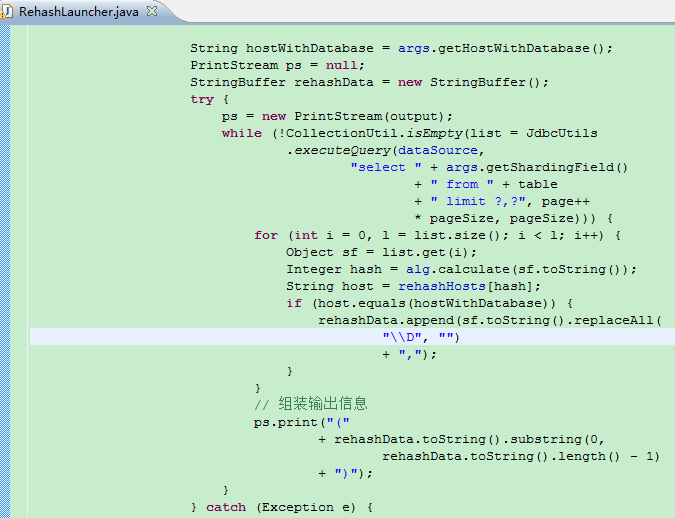 RehashLauncher.java
String hostWithDatabase = args.getHostWithDatabase();
PrintStream ps = null;
StringBuffer rehashData = new StringBuffer();
try {
ps = new PrintStream(output);
while (!CollectionUtil.isEmpty(list = JdbcUtils
.executeQuery(dataSource,
"select " + args.getShardingField()
+ " from " + table
+ " limit ?,?", page++
* pageSize, pageSize))) {
for (int i = 0, l = list.size(); i < l; i++) {
Object sf = list.get(i);
Integer hash = alg.calculate(sf.toString());
String host = rehashHosts[hash];
if (host.equals(hostWithDatabase)) {
rehashData.append(sf.toString().replaceAll(
"\\D", "")
+ ",");
}
}
// 组装输出信息
ps.print("("
+ rehashData.toString().substring(0,
rehashData.toString().length() - 1)
+ ")");
}
} catch (Exception e) {